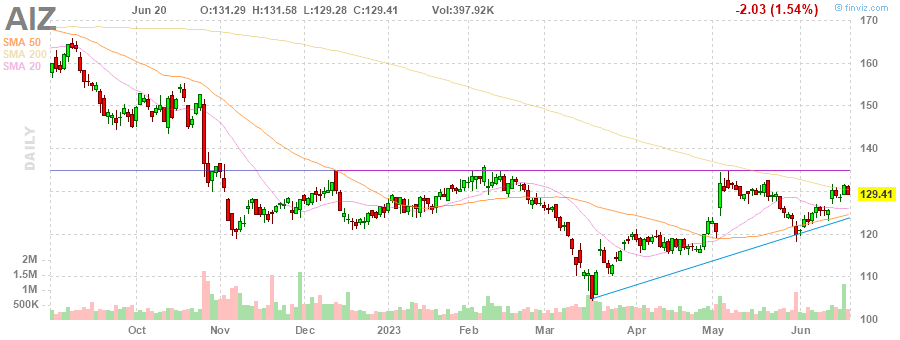 AIZ
Jun 20 O:131.29 H:131.58 L:129.28 C:129.41 Vol:397.92K -2.03 (1.54%) © finviz.com
SMA 50
SMA 200
SMA 20
DAILY
170
160
150
140
129.41
120
110
100
2M
1.5M
1M
500K
Oct Nov Dec 2023 Feb Mar Apr May Jun